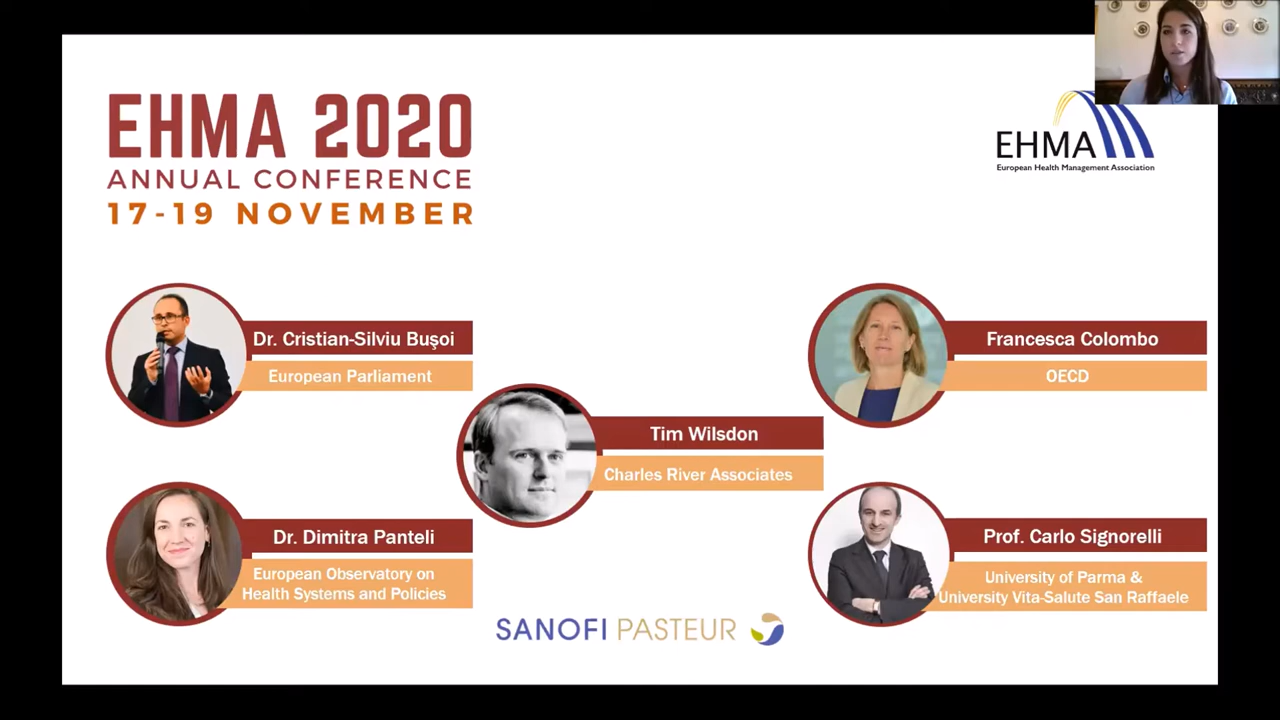 EHMA 2020
ANNUAL CONFERENCE
17-19 NOVEMBER
EHMA
European Health Management Association
Dr. Cristian-Silviu Buşoi
European Parliament
Francesca Colombo
OECD
Tim Wilsdon
Charles River Associates
Dr. Dimitra Panteli
European Observatory on
Health Systems and Policies
Prof. Carlo Signorelli
University of Parma &
University Vita-Salute San Raffaele
SANOFI PASTEUR